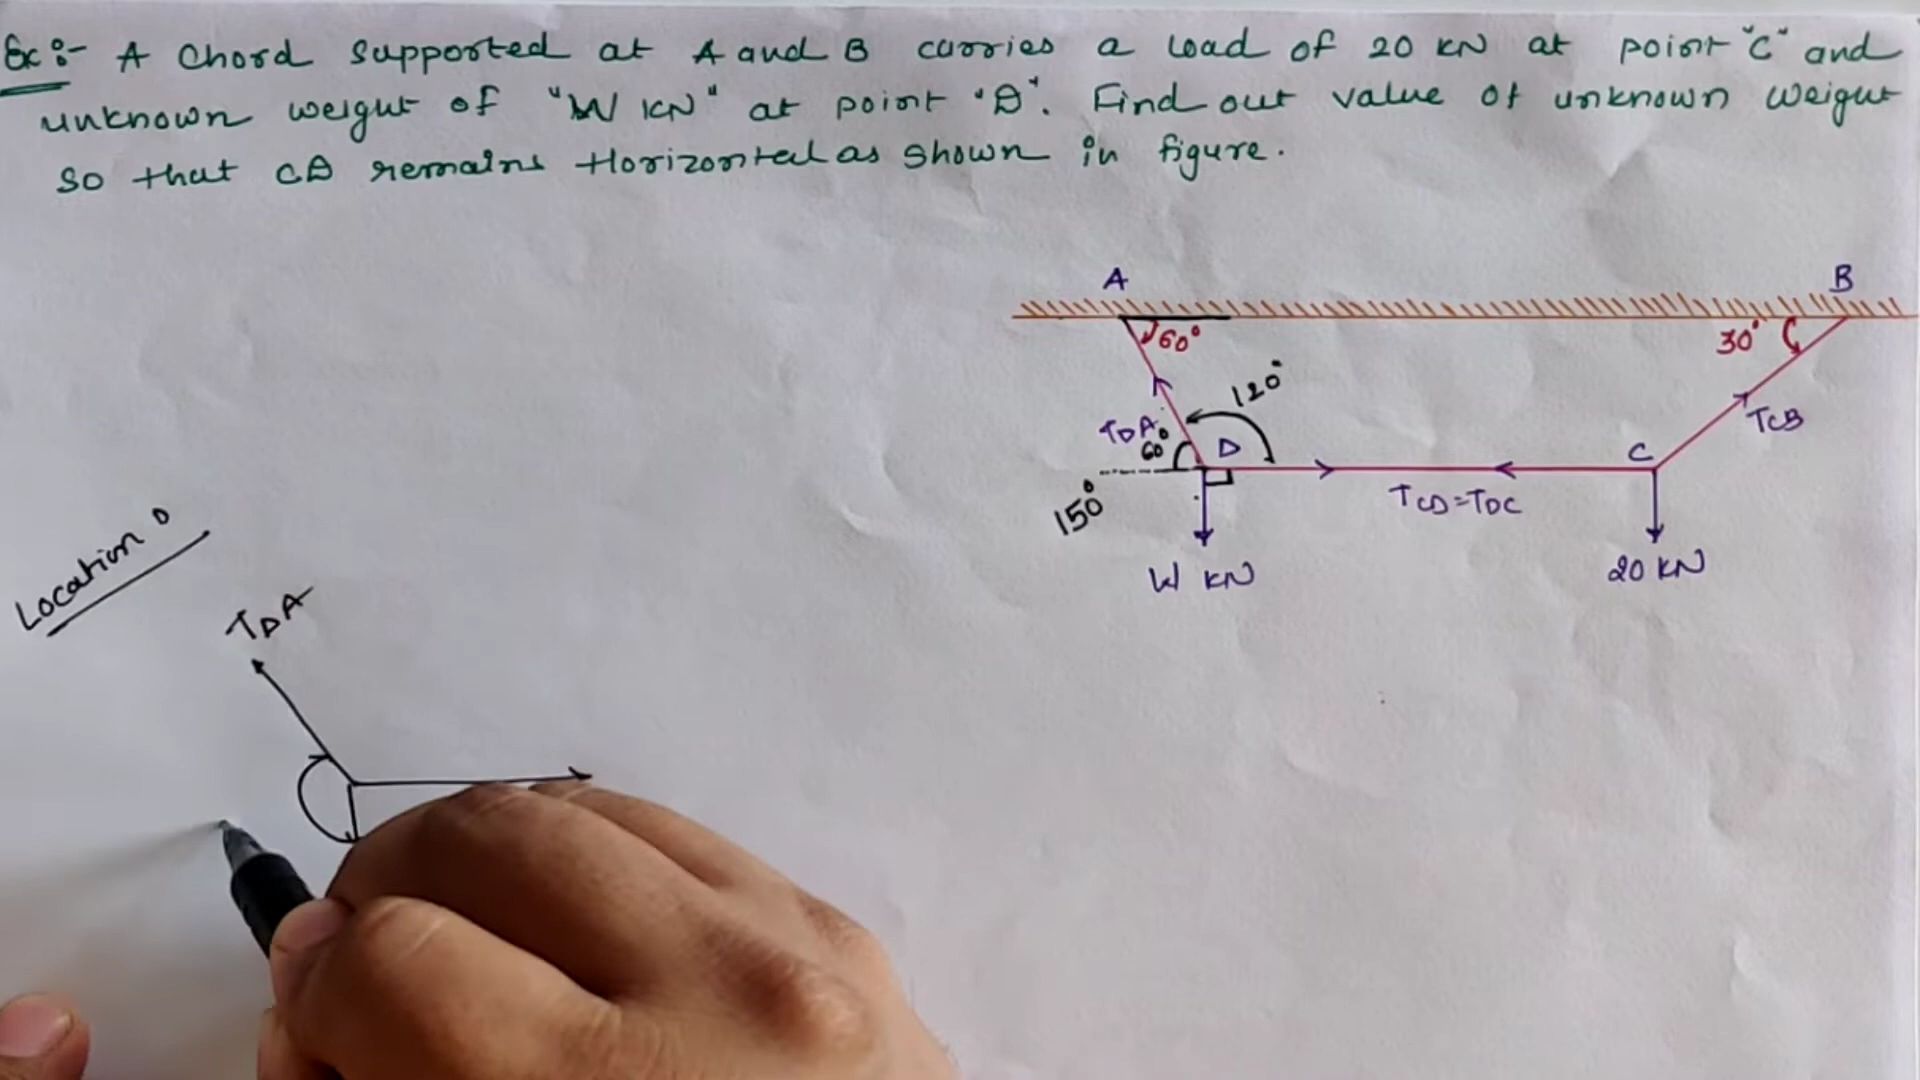 Ex:- A Chord supported at A and B carries a load of 20 KN at point "C" and
unknown weight of "W KN" at point "D". Find out value of unknown weight
so that CD remains Horizontal as shown in figure.
A
B
60°
30°
120°
TDA
60°
D
C
TCB
150°
TCD=TDC
W KN
20 KN
Location D
TDA